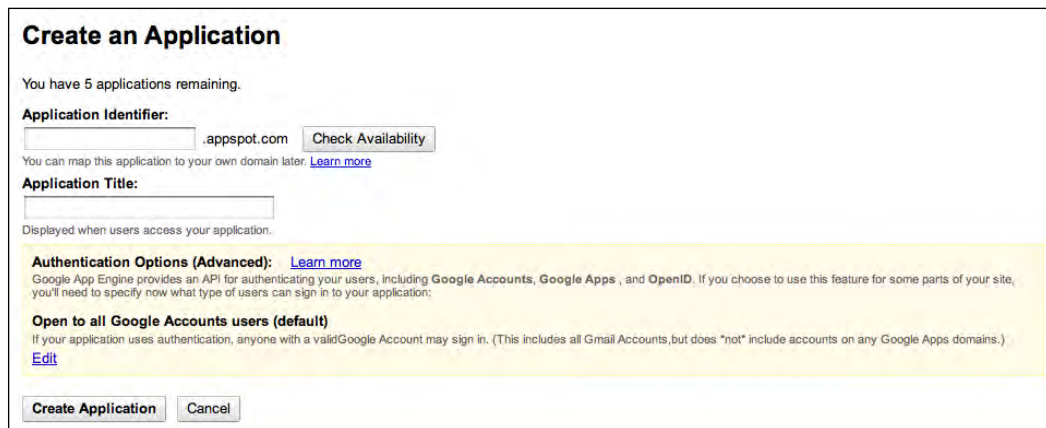 Create an Application
You have 5 applications remaining.
Application Identifier:
.appspot.com Check Availability
You can map this application to your own domain later. Learn more
Application Title:
Displayed when users access your application.
Authentication Options (Advanced): Learn more
Google App Engine provides an API for authenticating your users, including Google Accounts, Google Apps , and OpenID. If you choose to use this feature for some parts of your site,
you'll need to specify now what type of users can sign in to your application:
Open to all Google Accounts users (default)
If your application uses authentication, anyone with a validGoogle Account may sign in. (This includes all Gmail Accounts,but does *not* include accounts on any Google Apps domains.)
Edit
Create Application Cancel